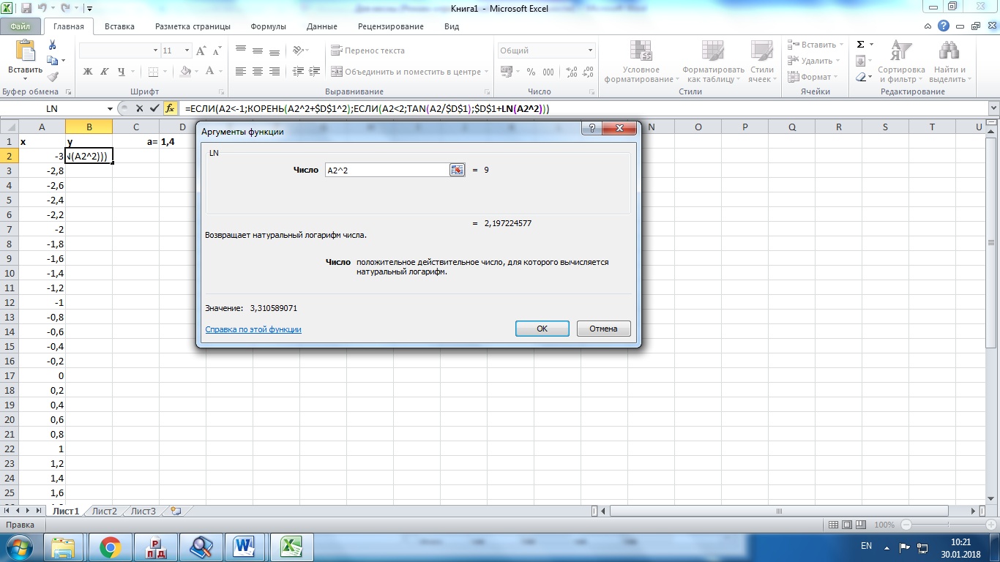 Книга1 - Microsoft Excel
Файл Главная Вставка Разметка страницы Формулы Данные Рецензирование Вид
Вставить
Ж К Ч
11
Перенос текста
Объединить и поместить в центре
Общий
% 000
Условное форматирование
Форматировать как таблицу
Стили ячеек
Вставить
Удалить
Формат
Сортировка и фильтр
Найти и выделить
Буфер обмена Шрифт Выравнивание Число Стили Ячейки Редактирование
LN =ЕСЛИ(A2<-1;КОРЕНЬ(A2^2+$D$1^2);ЕСЛИ(A2<2;TAN(A2/$D$1);$D$1+LN(A2^2)))
A B C D N O P Q R S T U
1 x y a= 1,4
2 -3 N(A2^2)))
3 -2,8
4 -2,6
5 -2,4
6 -2,2
7 -2
8 -1,8
9 -1,6
10 -1,4
11 -1,2
12 -1
13 -0,8
14 -0,6
15 -0,4
16 -0,2
17 0
18 0,2
19 0,4
20 0,6
21 0,8
22 1
23 1,2
24 1,4
25 1,6
Аргументы функции
LN
Число A2^2 = 9
= 2,197224577
Возвращает натуральный логарифм числа.
Число положительное действительное число, для которого вычисляется
натуральный логарифм.
Значение: 3,310589071
Справка по этой функции
OK Отмена
Лист1 Лист2 Лист3
Правка 100%
EN 10:21
30.01.2018